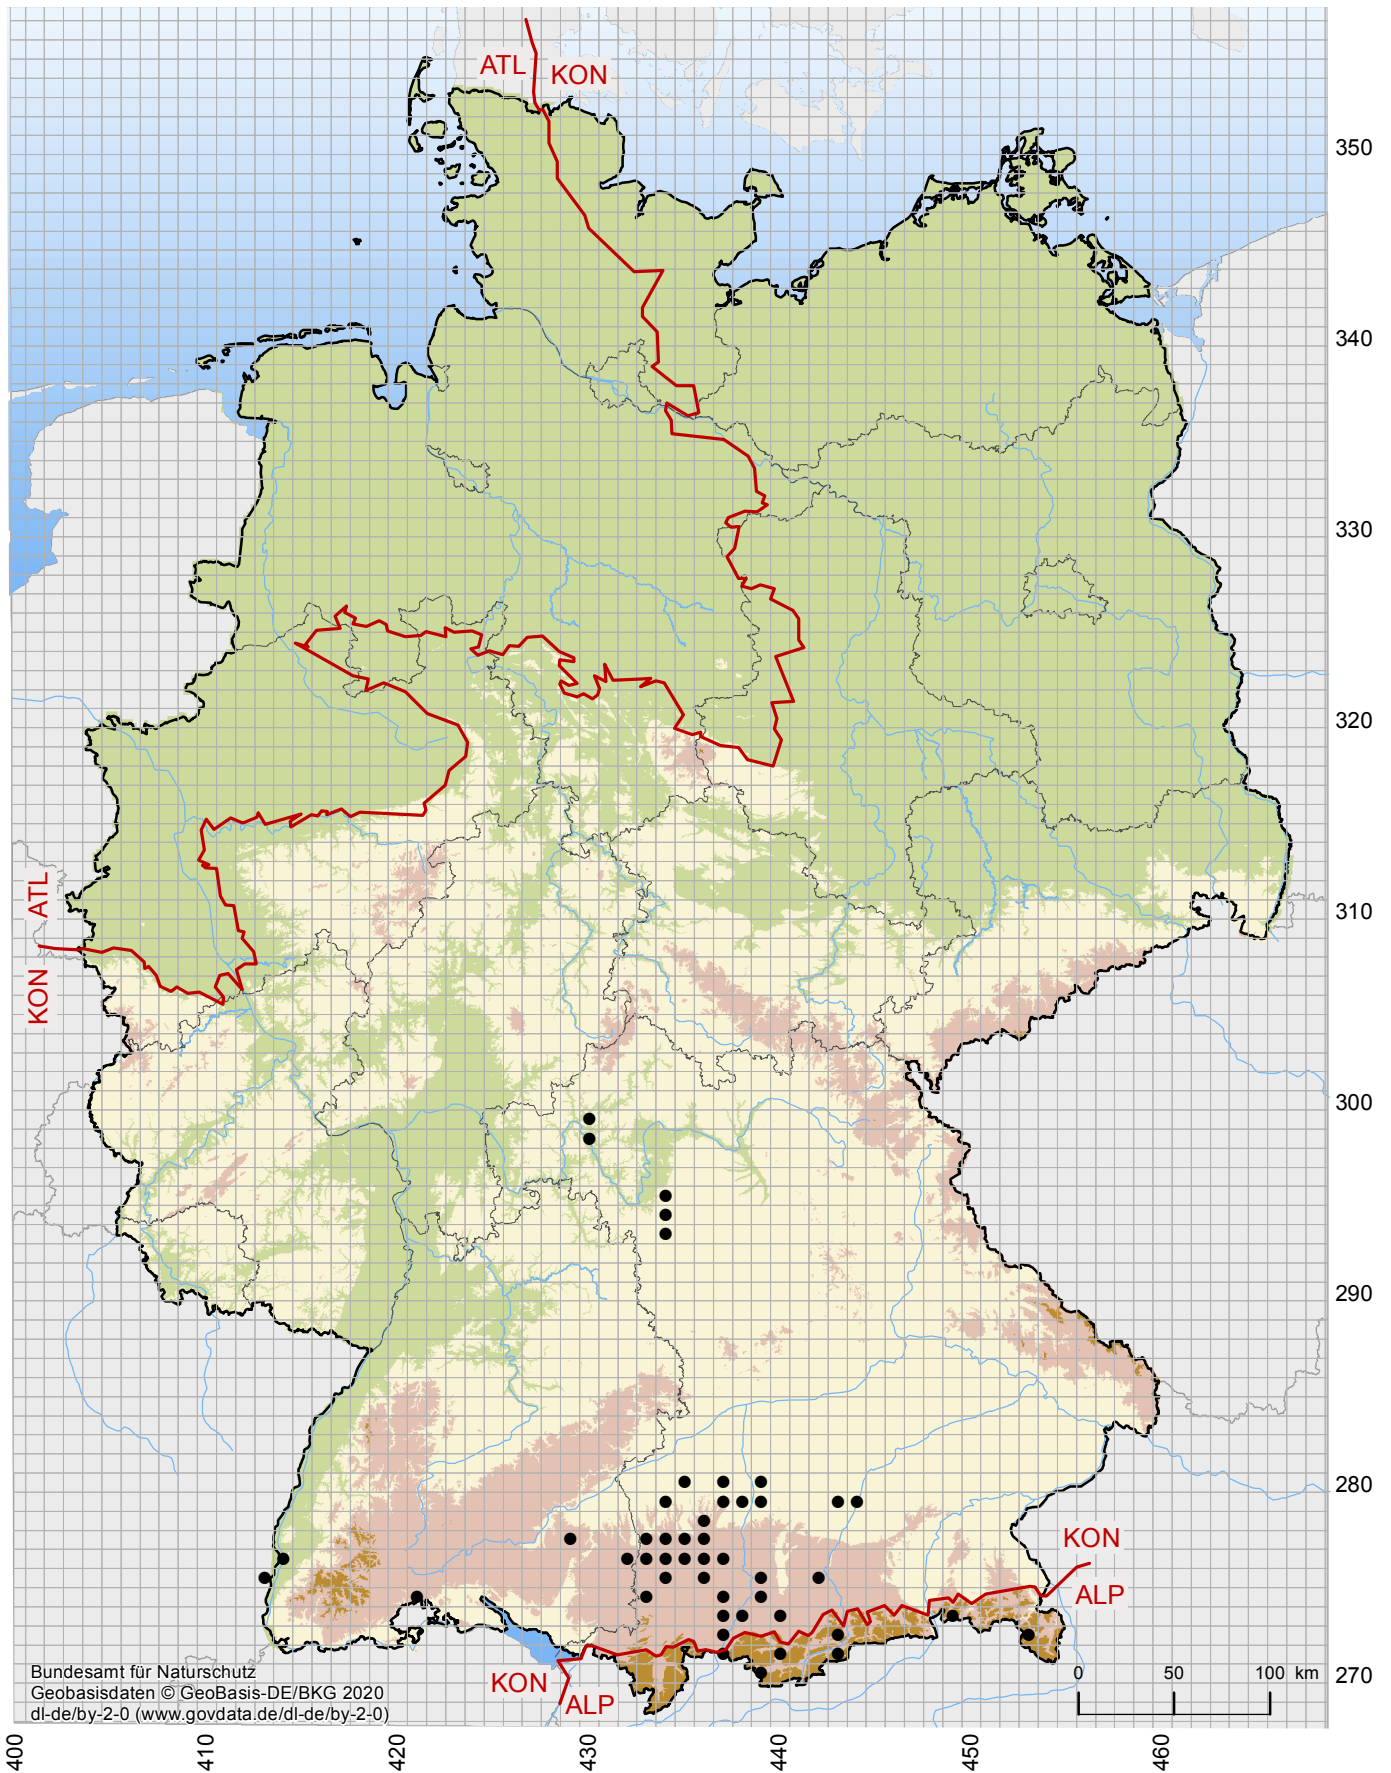 ATL
KON
350
340
330
320
ATL
310
KON
300
290
280
KON
ALP
270
KON
ALP
Bundesamt für Naturschutz
Geobasisdaten © GeoBasis-DE/BKG 2020
dl-de/by-2-0 (www.govdata.de/dl-de/by-2-0)
0 50 100 km
400 410 420 430 440 450 460